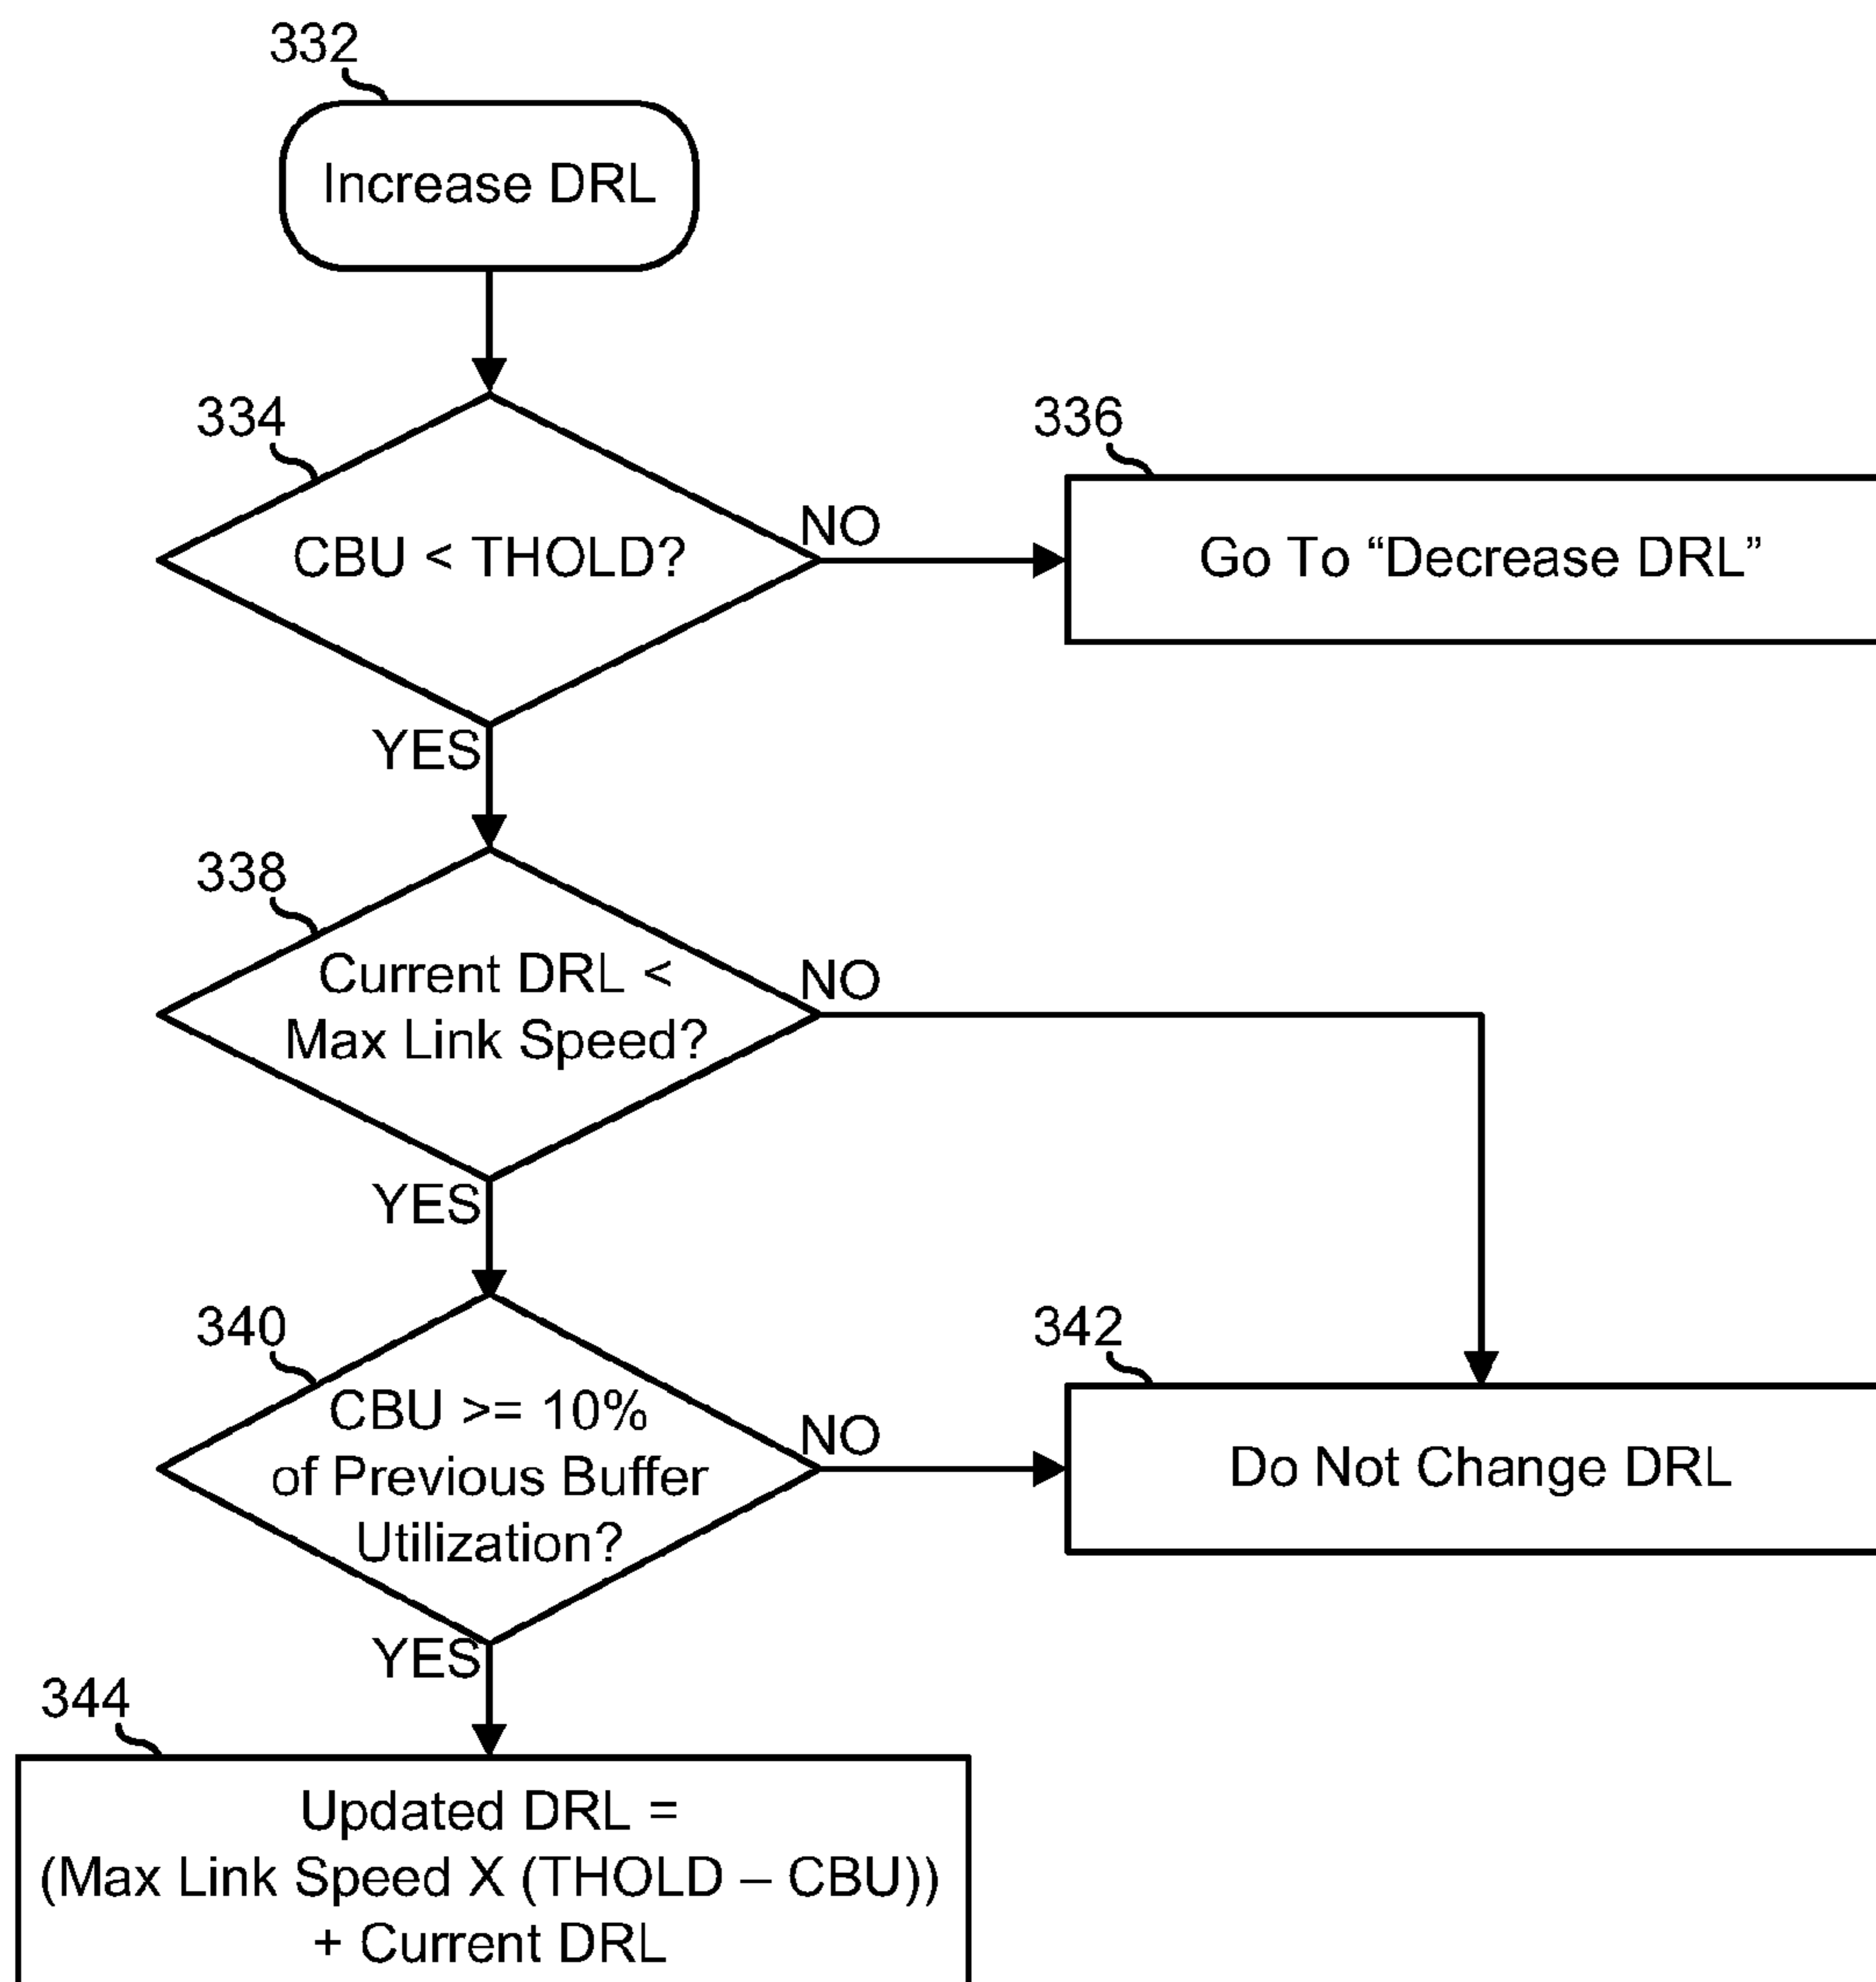 332
Increase DRL
334
CBU < THOLD?
NO
336
Go To “Decrease DRL”
YES
338
Current DRL <
Max Link Speed?
NO
YES
340
CBU >= 10%
of Previous Buffer
Utilization?
NO
342
Do Not Change DRL
YES
344
Updated DRL =
(Max Link Speed X (THOLD – CBU))
+ Current DRL